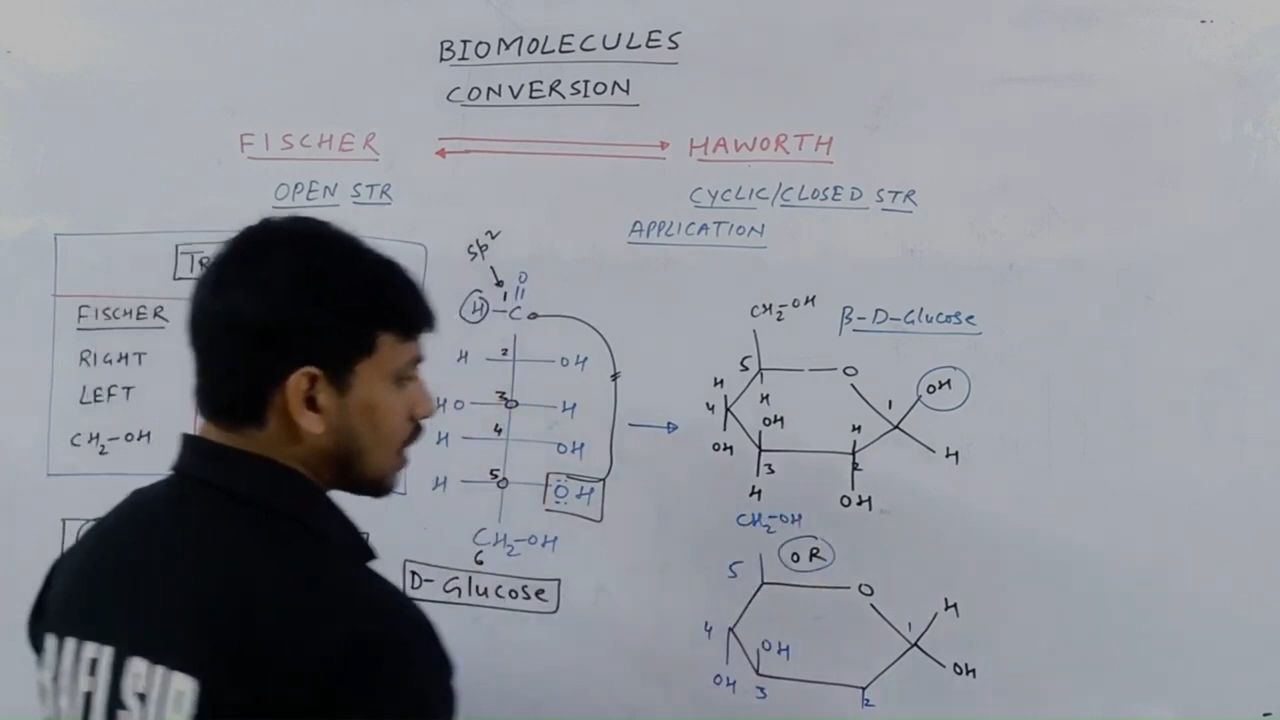 BIOMOLECULES
CONVERSION
FISCHER ⇌ HAWORTH
OPEN STR
CYCLIC/CLOSED STR
APPLICATION
FISCHER
RIGHT
LEFT
CH2-OH
sp²
O
1
H-C
H 2 OH
HO 3 H
H 4 OH
H 5 OH
CH2-OH
6
D-Glucose
CH2-OH
β-D-Glucose
5 O
H H 1 OH
4 OH H
OH 3 2 H
H OH
CH2-OH
OR
5 O
H
4 1
OH OH
OH 3 2